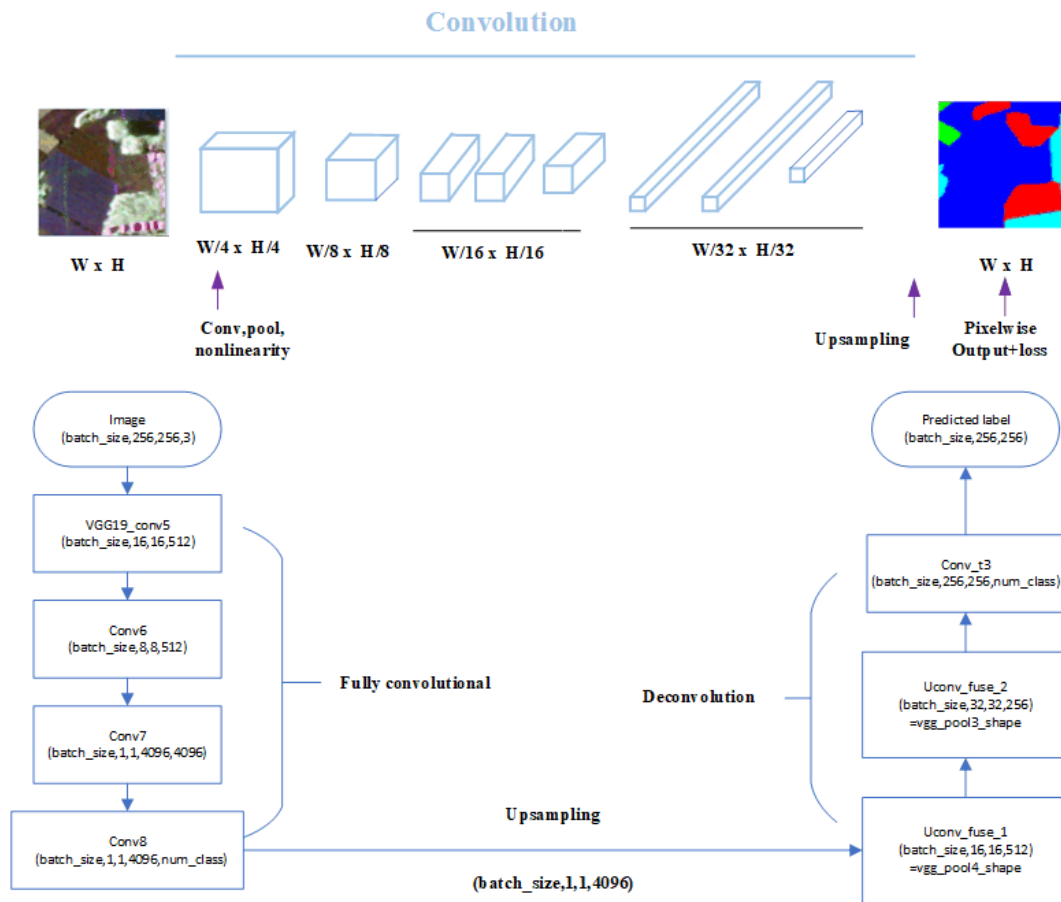 Convolution
W x H
W/4 x H/4
W/8 x H/8
W/16 x H/16
W/32 x H/32
W x H
Conv,pool,
nonlinearity
Upsampling
Pixelwise
Output+loss
Image
(batch_size,256,256,3)
VGG19_conv5
(batch_size,16,16,512)
Conv6
(batch_size,8,8,512)
Conv7
(batch_size,1,1,4096,4096)
Conv8
(batch_size,1,1,4096,num_class)
Fully convolutional
Upsampling
(batch_size,1,1,4096)
Deconvolution
Predicted label
(batch_size,256,256)
Conv_t3
(batch_size,256,256,num_class)
Uconv_fuse_2
(batch_size,32,32,256)
=vgg_pool3_shape
Uconv_fuse_1
(batch_size,16,16,512)
=vgg_pool4_shape